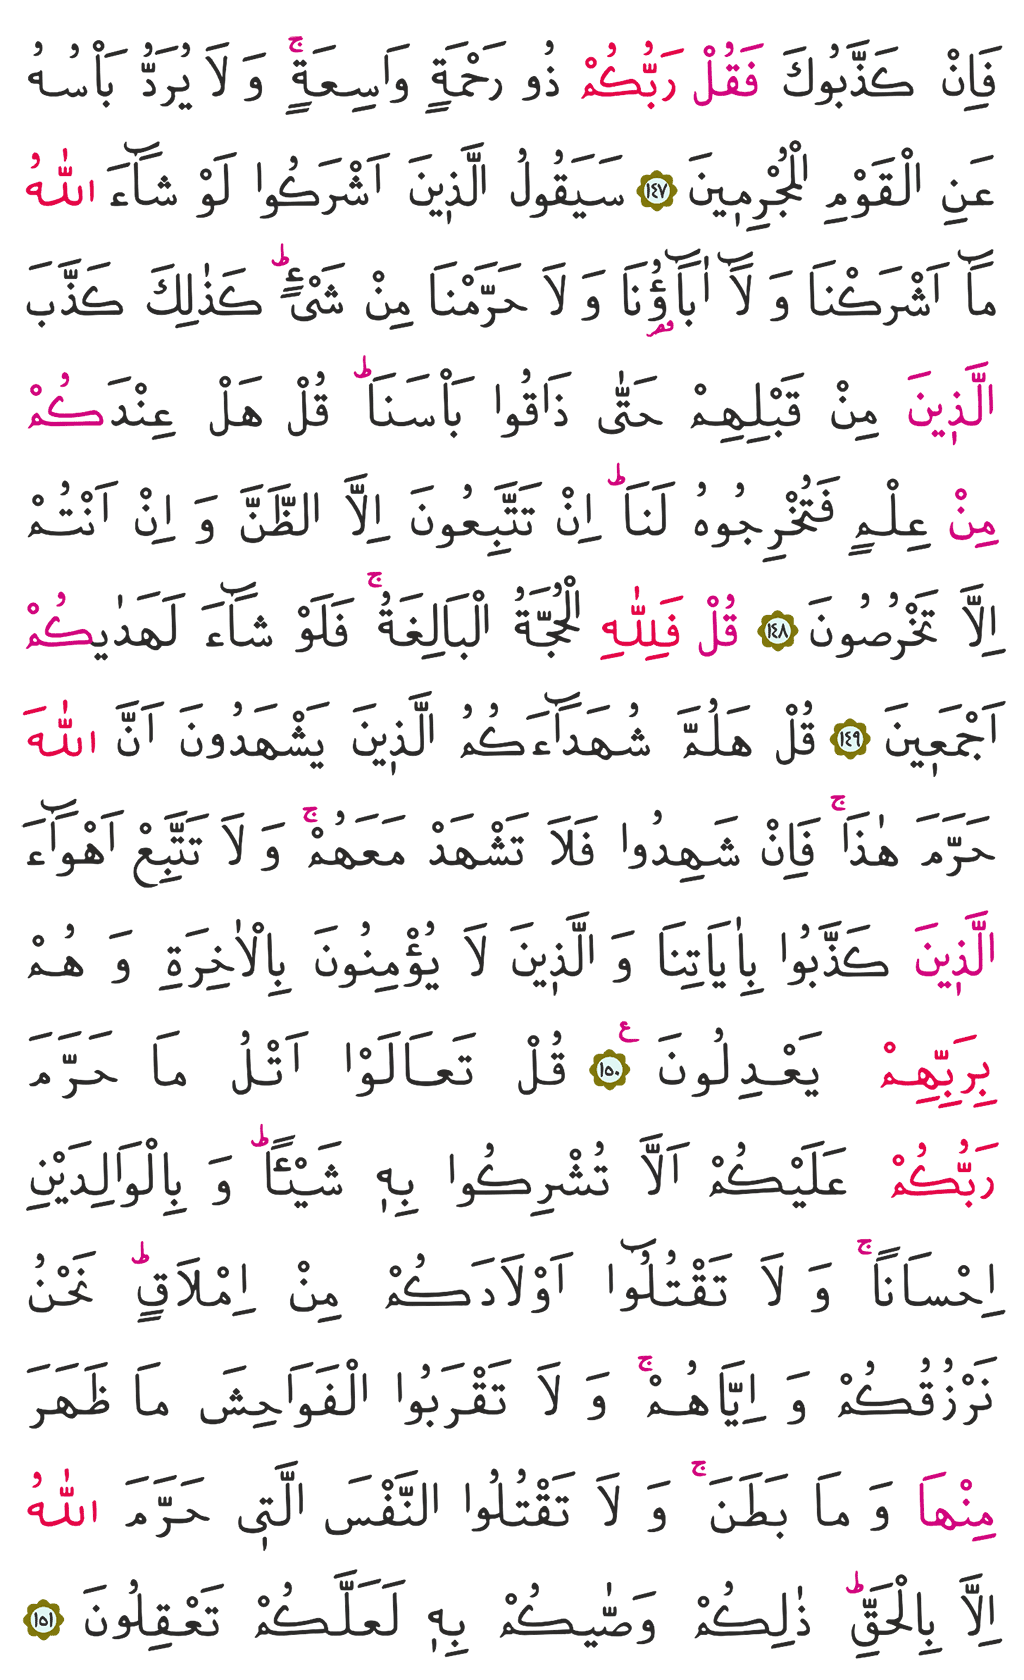 فَاِنْ كَذَّبُوكَ فَقُلْ رَبُّكُمْ ذُو رَحْمَةٍ وَاسِعَةٍۚ وَ لَا يُرَدُّ بَأْسُهُ
عَنِ الْقَوْمِ الْمُجْرِمٖينَ ﴿١٤٧﴾ سَيَقُولُ الَّذٖينَ اَشْرَكُوا لَوْ شَٓاءَ اللّٰهُ
مَٓا اَشْرَكْنَا وَ لَٓا اٰبَٓاؤُ۬نَا وَ لَا حَرَّمْنَا مِنْ شَیْءٍؕ كَذٰلِكَ كَذَّبَ
الَّذٖينَ مِنْ قَبْلِهِمْ حَتّٰى ذَاقُوا بَأْسَنَاؕ قُلْ هَلْ عِنْدَكُمْ
مِنْ عِلْمٍ فَتُخْرِجُوهُ لَنَاؕ اِنْ تَتَّبِعُونَ اِلَّا الظَّنَّ وَ اِنْ اَنْتُمْ
اِلَّا تَخْرُصُونَ ﴿١٤٨﴾ قُلْ فَلِلّٰهِ الْحُجَّةُ الْبَالِغَةُۚ فَلَوْ شَٓاءَ لَهَدٰيكُمْ
اَجْمَعٖينَ ﴿١٤٩﴾ قُلْ هَلُمَّ شُهَدَٓاءَكُمُ الَّذٖينَ يَشْهَدُونَ اَنَّ اللّٰهَ
حَرَّمَ هٰذَاۚ فَاِنْ شَهِدُوا فَلَا تَشْهَدْ مَعَهُمْۚ وَ لَا تَتَّبِعْ اَهْوَٓاءَ
الَّذٖينَ كَذَّبُوا بِاٰيَاتِنَا وَ الَّذٖينَ لَا يُؤْمِنُونَ بِالْاٰخِرَةِ وَ هُمْ
بِرَبِّهِمْ يَعْدِلُونَ ﴿١٥٠﴾ ع قُلْ تَعَالَوْا اَتْلُ مَا حَرَّمَ
رَبُّكُمْ عَلَيْكُمْ اَلَّا تُشْرِكُوا بِهٖ شَيْـًٔاؕ وَ بِالْوَالِدَيْنِ
اِحْسَانًاۚ وَ لَا تَقْتُلُٓوا اَوْلَادَكُمْ مِنْ اِمْلَاقٍؕ نَحْنُ
نَرْزُقُكُمْ وَ اِيَّاهُمْۚ وَ لَا تَقْرَبُوا الْفَوَاحِشَ مَا ظَهَرَ
مِنْهَا وَ مَا بَطَنَۚ وَ لَا تَقْتُلُوا النَّفْسَ الَّتٖى حَرَّمَ اللّٰهُ
اِلَّا بِالْحَقِّؕ ذٰلِكُمْ وَصّٰيكُمْ بِهٖ لَعَلَّكُمْ تَعْقِلُونَ ﴿١٥١﴾